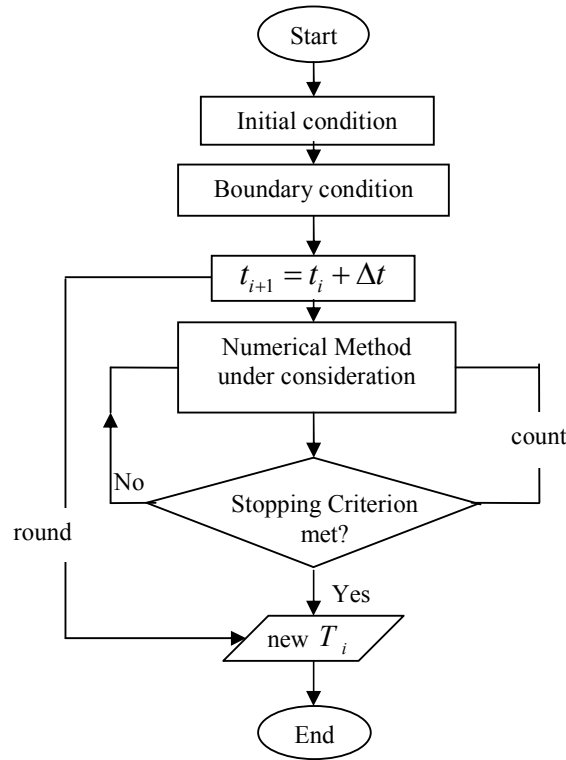 Start
Initial condition
Boundary condition
t_{i+1} = t_i + Δt
Numerical Method
under consideration
count
No
Stopping Criterion
met?
round
Yes
new T_i
End